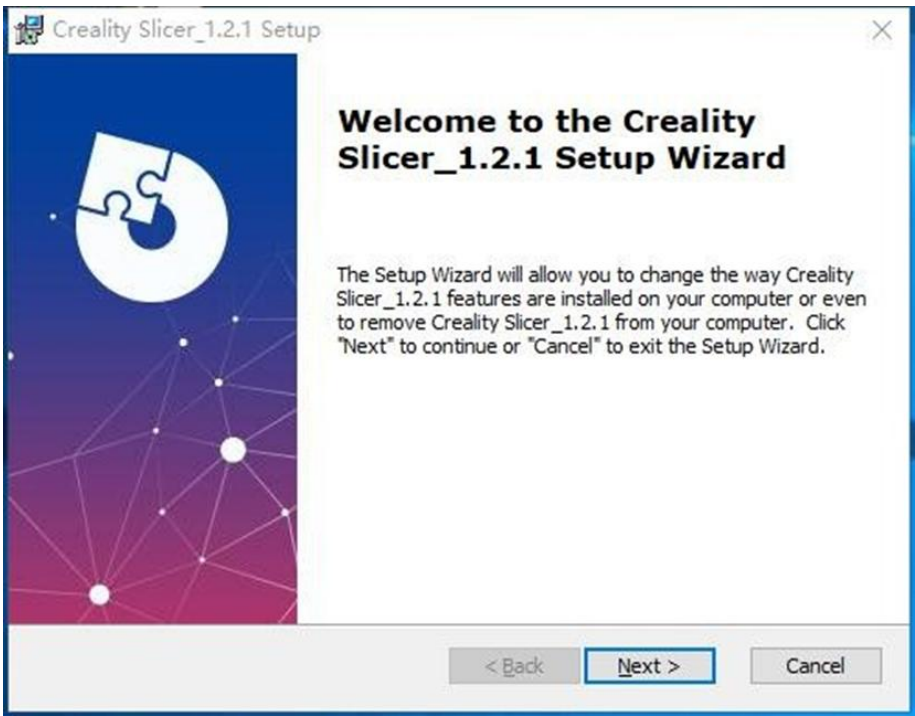 Creality Slicer_1.2.1 Setup
Welcome to the Creality
Slicer_1.2.1 Setup Wizard
The Setup Wizard will allow you to change the way Creality
Slicer_1.2.1 features are installed on your computer or even
to remove Creality Slicer_1.2.1 from your computer.  Click
"Next" to continue or "Cancel" to exit the Setup Wizard.
< Back
Next >
Cancel